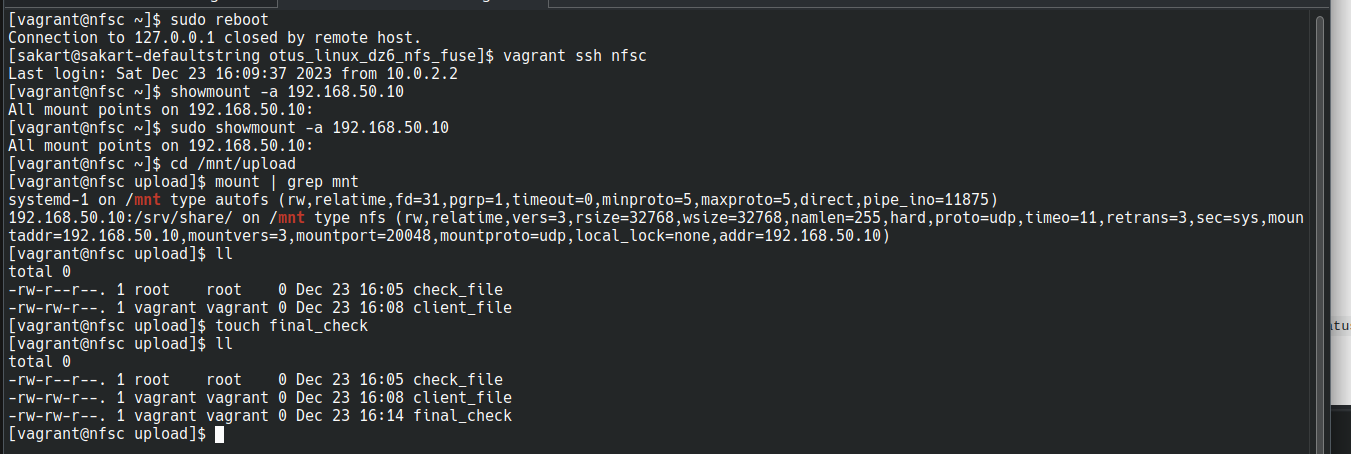 [vagrant@nfsc ~]$ sudo reboot
Connection to 127.0.0.1 closed by remote host.
[sakart@sakart-defaultstring otus_linux_dz6_nfs_fuse]$ vagrant ssh nfsc
Last login: Sat Dec 23 16:09:37 2023 from 10.0.2.2
[vagrant@nfsc ~]$ showmount -a 192.168.50.10
All mount points on 192.168.50.10:
[vagrant@nfsc ~]$ sudo showmount -a 192.168.50.10
All mount points on 192.168.50.10:
[vagrant@nfsc ~]$ cd /mnt/upload
[vagrant@nfsc upload]$ mount | grep mnt
systemd-1 on /mnt type autofs (rw,relatime,fd=31,pgrp=1,timeout=0,minproto=5,maxproto=5,direct,pipe_ino=11875)
192.168.50.10:/srv/share/ on /mnt type nfs (rw,relatime,vers=3,rsize=32768,wsize=32768,namlen=255,hard,proto=udp,timeo=11,retrans=3,sec=sys,moun
taddr=192.168.50.10,mountvers=3,mountport=20048,mountproto=udp,local_lock=none,addr=192.168.50.10)
[vagrant@nfsc upload]$ ll
total 0
-rw-r--r--. 1 root    root    0 Dec 23 16:05 check_file
-rw-rw-r--. 1 vagrant vagrant 0 Dec 23 16:08 client_file
[vagrant@nfsc upload]$ touch final_check
[vagrant@nfsc upload]$ ll
total 0
-rw-r--r--. 1 root    root    0 Dec 23 16:05 check_file
-rw-rw-r--. 1 vagrant vagrant 0 Dec 23 16:08 client_file
-rw-rw-r--. 1 vagrant vagrant 0 Dec 23 16:14 final_check
[vagrant@nfsc upload]$